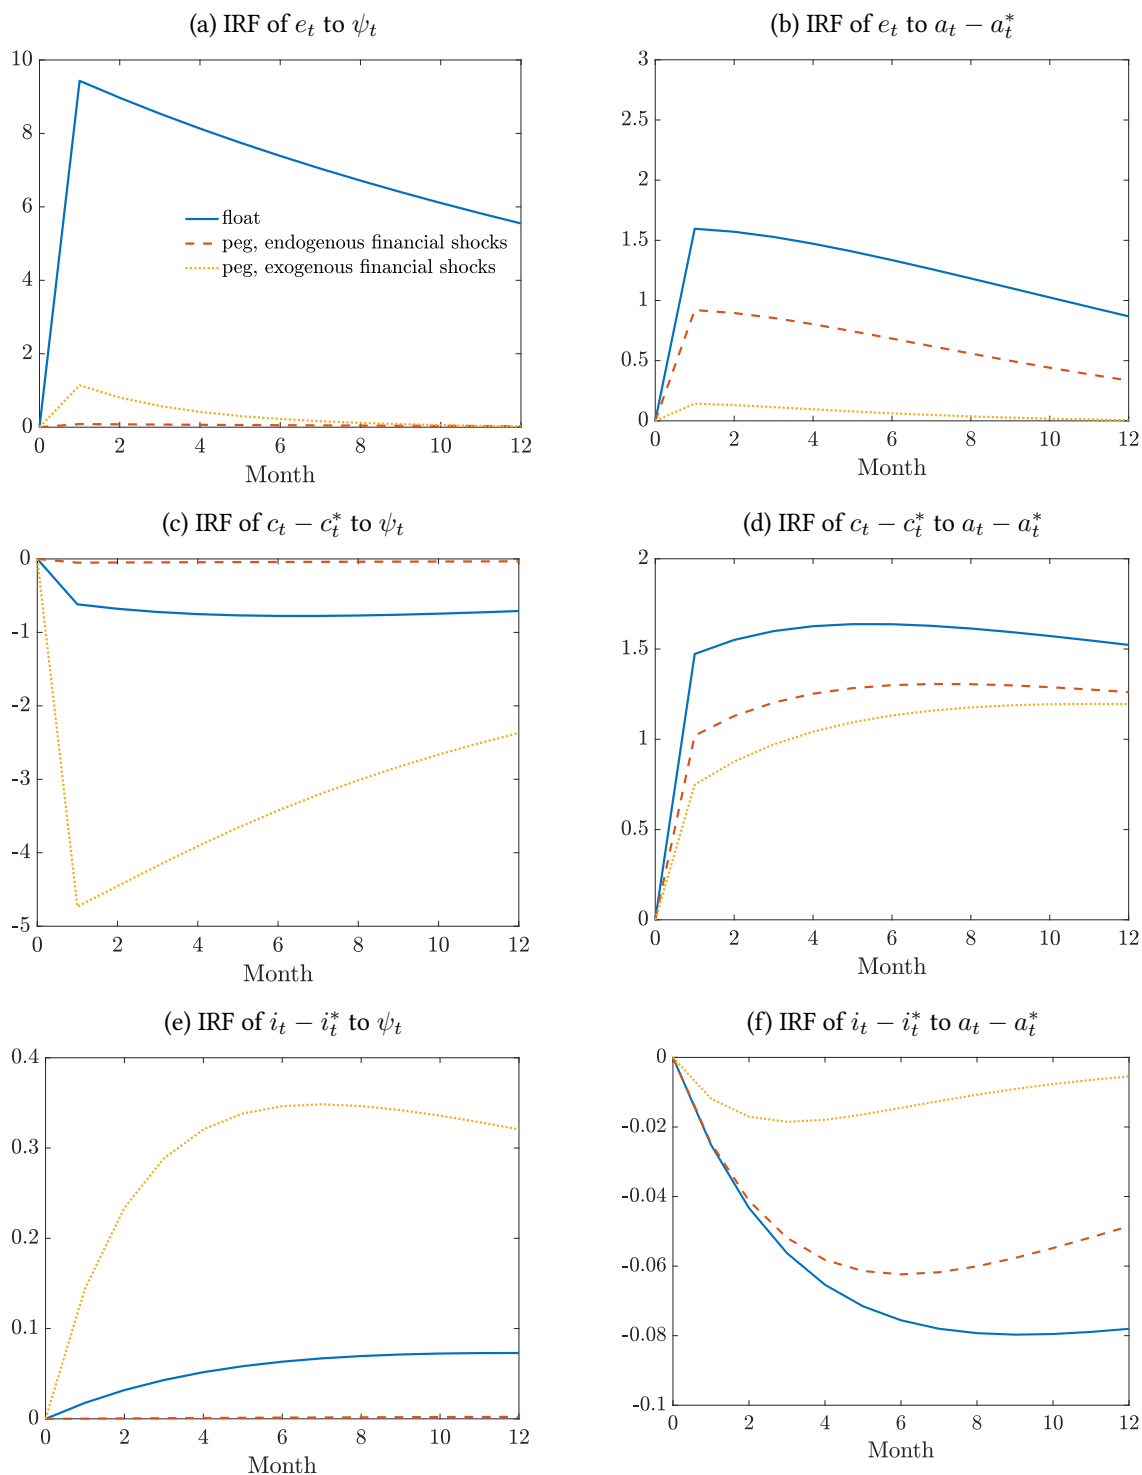 (a) IRF of e_t to ψ_t
10
8
6
4
2
0
float
peg, endogenous financial shocks
peg, exogenous financial shocks
0 2 4 6 8 10 12
Month
(b) IRF of e_t to a_t − a_t^*
3
2.5
2
1.5
1
0.5
0
0 2 4 6 8 10 12
Month
(c) IRF of c_t − c_t^* to ψ_t
0
-1
-2
-3
-4
-5
0 2 4 6 8 10 12
Month
(d) IRF of c_t − c_t^* to a_t − a_t^*
2
1.5
1
0.5
0
0 2 4 6 8 10 12
Month
(e) IRF of i_t − i_t^* to ψ_t
0.4
0.3
0.2
0.1
0
0 2 4 6 8 10 12
Month
(f) IRF of i_t − i_t^* to a_t − a_t^*
0
-0.02
-0.04
-0.06
-0.08
-0.1
0 2 4 6 8 10 12
Month